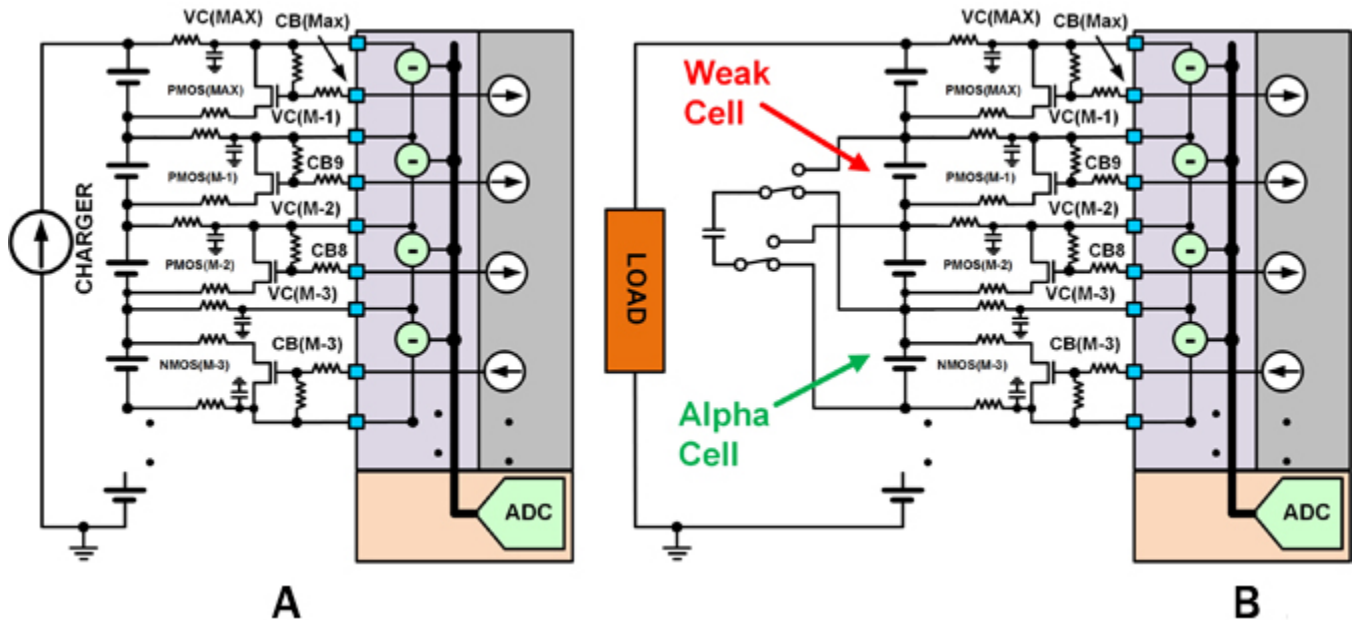 VC(MAX)
CB(Max)
PMOS(MAX)
VC(M-1)
CB9
PMOS(M-1)
VC(M-2)
CB8
PMOS(M-2)
VC(M-3)
CB(M-3)
NMOS(M-3)
CHARGER
ADC
A
VC(MAX)
CB(Max)
Weak
Cell
PMOS(MAX)
VC(M-1)
CB9
PMOS(M-1)
VC(M-2)
CB8
PMOS(M-2)
VC(M-3)
LOAD
CB(M-3)
NMOS(M-3)
Alpha
Cell
ADC
B